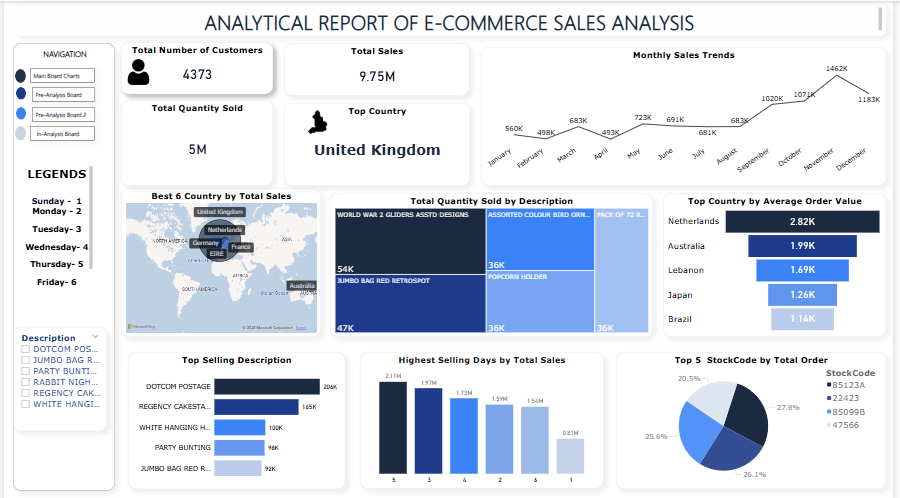 ANALYTICAL REPORT OF E-COMMERCE SALES ANALYSIS
NAVIGATION
Main Board Charts
Pre-Analysis Board
Pre-Analysis Board 2
In-Analysis Board
LEGENDS
Sunday - 1
Monday - 2
Tuesday- 3
Wednesday- 4
Thursday- 5
Friday- 6
Description
DOTCOM POS...
JUMBO BAG R...
PARTY BUNTI...
RABBIT NIGH...
REGENCY CAK...
WHITE HANGI...
Total Number of Customers
4373
Total Sales
9.75M
Total Quantity Sold
5M
Top Country
United Kingdom
Monthly Sales Trends
560K
498K
683K
493K
723K
691K
681K
683K
1020K
1071K
1462K
1183K
January
February
March
April
May
June
July
August
September
October
November
December
Best 6 Country by Total Sales
United Kingdom
Netherlands
Germany
France
EIRE
Australia
NORTH AMERICA
ASIA
AFRICA
SOUTH AMERICA
Total Quantity Sold by Description
WORLD WAR 2 GLIDERS ASSTD DESIGNS
54K
JUMBO BAG RED RETROSPOT
47K
ASSORTED COLOUR BIRD ORN...
36K
POPCORN HOLDER
36K
PACK OF 72 R...
36K
Top Country by Average Order Value
Netherlands 2.82K
Australia 1.99K
Lebanon 1.69K
Japan 1.26K
Brazil 1.14K
Top Selling Description
DOTCOM POSTAGE 206K
REGENCY CAKESTA... 165K
WHITE HANGING H... 100K
PARTY BUNTING 98K
JUMBO BAG RED R... 92K
Highest Selling Days by Total Sales
2.11M
1.97M
1.73M
1.59M
1.54M
0.81M
5 3 4 2 6 1
Top 5 StockCode by Total Order
20.5%
27.8%
25.6%
26.1%
StockCode
85123A
22423
85099B
47566